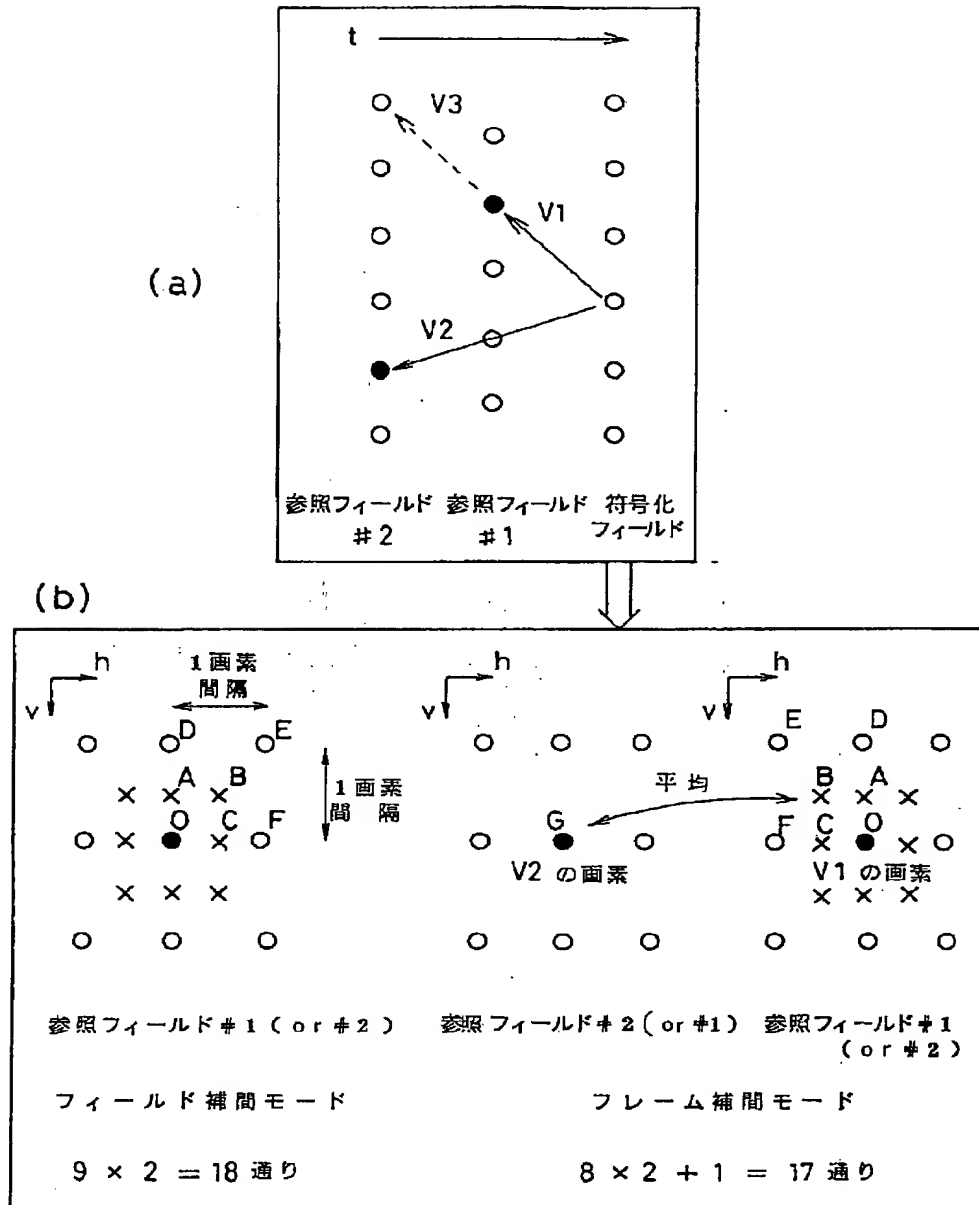 t
V3
V1
(a)
V2
参照フィールド 参照フィールド 符号化
#2 #1 フィールド
(b)
h 1画素 h h
間隔
v D E v v E D
A B 1画素 平均 B A
O C F 間隔 G F C O
V2 の画素 V1 の画素
参照フィールド#1(or#2) 参照フィールド#2(or#1) 参照フィールド#1
(or#2)
フィールド補間モード フレーム補間モード
9 × 2 = 18 通り 8 × 2 + 1 = 17 通り